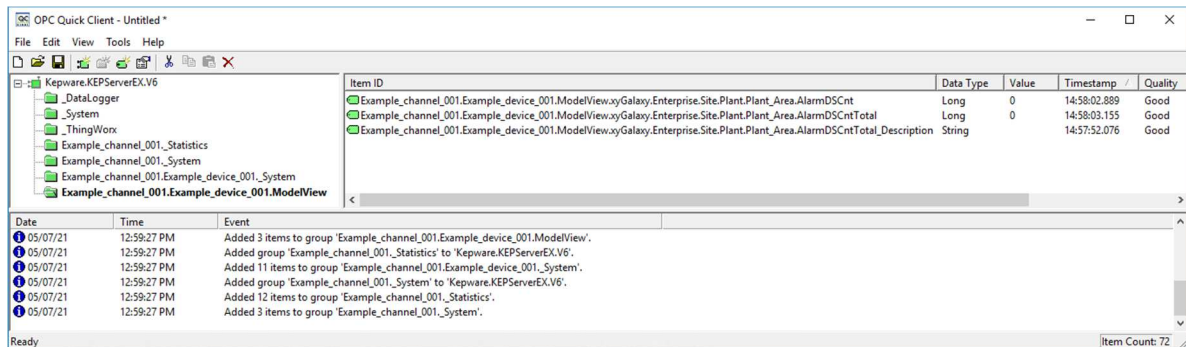 OPC Quick Client - Untitled *
File Edit View Tools Help
Kepware.KEPServerEX.V6
_DataLogger
_System
_ThingWorx
Example_channel_001._Statistics
Example_channel_001._System
Example_channel_001.Example_device_001._System
Example_channel_001.Example_device_001.ModelView
Item ID Data Type Value Timestamp Quality
Example_channel_001.Example_device_001.ModelView.xyGalaxy.Enterprise.Site.Plant.Plant_Area.AlarmDSCnt Long 0 14:58:02.889 Good
Example_channel_001.Example_device_001.ModelView.xyGalaxy.Enterprise.Site.Plant.Plant_Area.AlarmDSCntTotal Long 0 14:58:03.155 Good
Example_channel_001.Example_device_001.ModelView.xyGalaxy.Enterprise.Site.Plant.Plant_Area.AlarmDSCntTotal_Description String 14:57:52.076 Good
Date Time Event
05/07/21 12:59:27 PM Added 3 items to group 'Example_channel_001.Example_device_001.ModelView'.
05/07/21 12:59:27 PM Added group 'Example_channel_001._Statistics' to 'Kepware.KEPServerEX.V6'.
05/07/21 12:59:27 PM Added 11 items to group 'Example_channel_001.Example_device_001._System'.
05/07/21 12:59:27 PM Added group 'Example_channel_001._System' to 'Kepware.KEPServerEX.V6'.
05/07/21 12:59:27 PM Added 12 items to group 'Example_channel_001._Statistics'.
05/07/21 12:59:27 PM Added 3 items to group 'Example_channel_001._System'.
Ready Item Count: 72